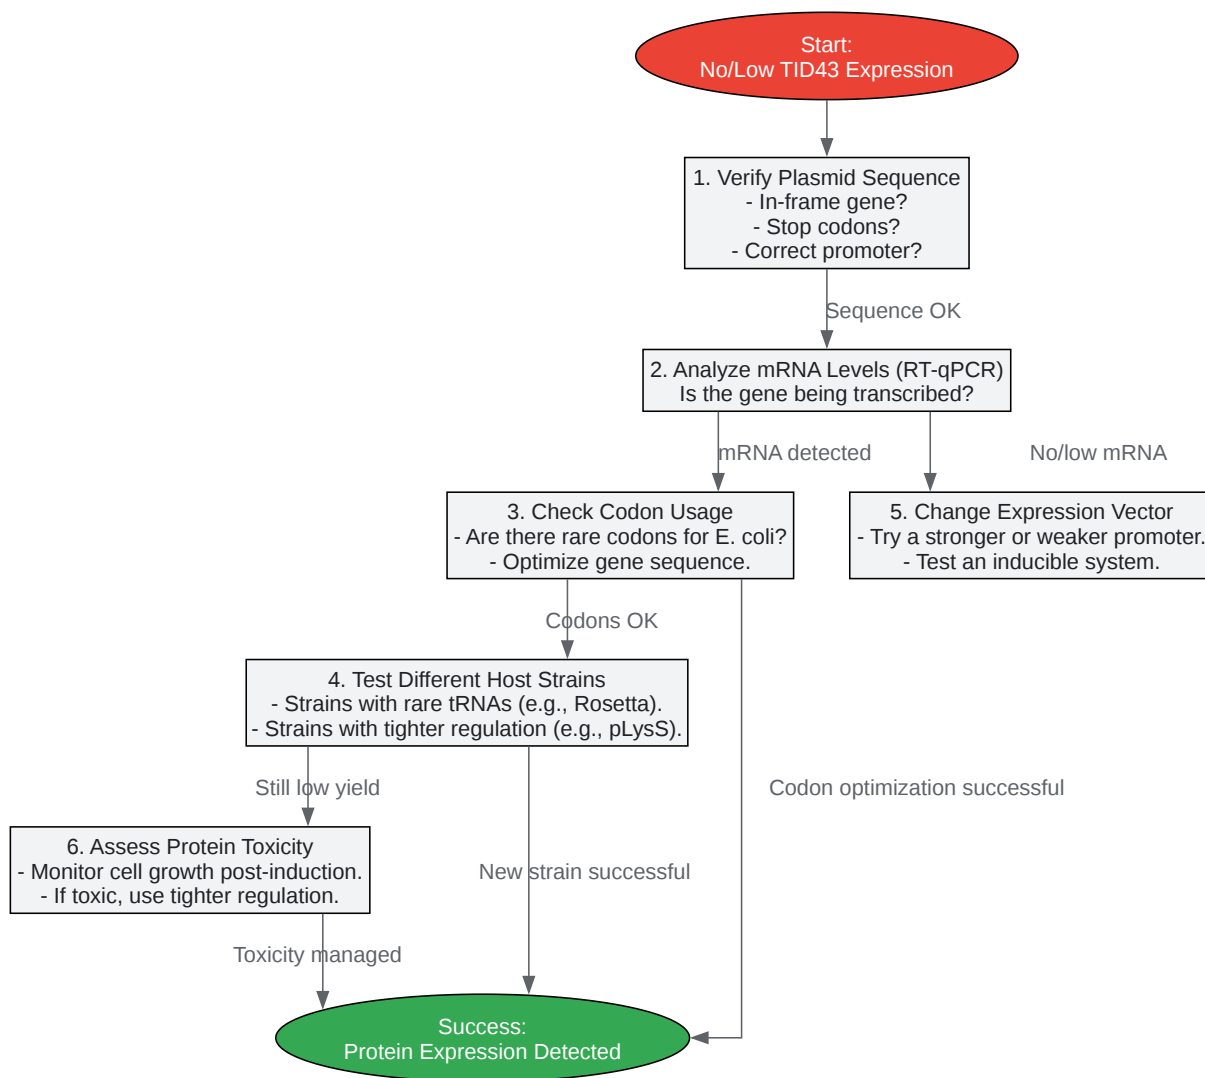 Start:
No/Low TID43 Expression
1. Verify Plasmid Sequence
- In-frame gene?
- Stop codons?
- Correct promoter?
Sequence OK
2. Analyze mRNA Levels (RT-qPCR)
Is the gene being transcribed?
mRNA detected
No/low mRNA
3. Check Codon Usage
- Are there rare codons for E. coli?
- Optimize gene sequence.
5. Change Expression Vector
- Try a stronger or weaker promoter.
- Test an inducible system.
Codons OK
4. Test Different Host Strains
- Strains with rare tRNAs (e.g., Rosetta).
- Strains with tighter regulation (e.g., pLysS).
Still low yield
Codon optimization successful
6. Assess Protein Toxicity
- Monitor cell growth post-induction.
- If toxic, use tighter regulation.
New strain successful
Toxicity managed
Success:
Protein Expression Detected